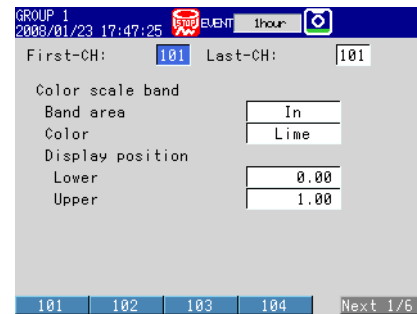 GROUP 1
2008/01/23 17:47:25 STOP EVENT 1hour
First-CH: 101 Last-CH: 101
Color scale band
Band area In
Color Lime
Display position
Lower 0.00
Upper 1.00
101 102 103 104 Next 1/6